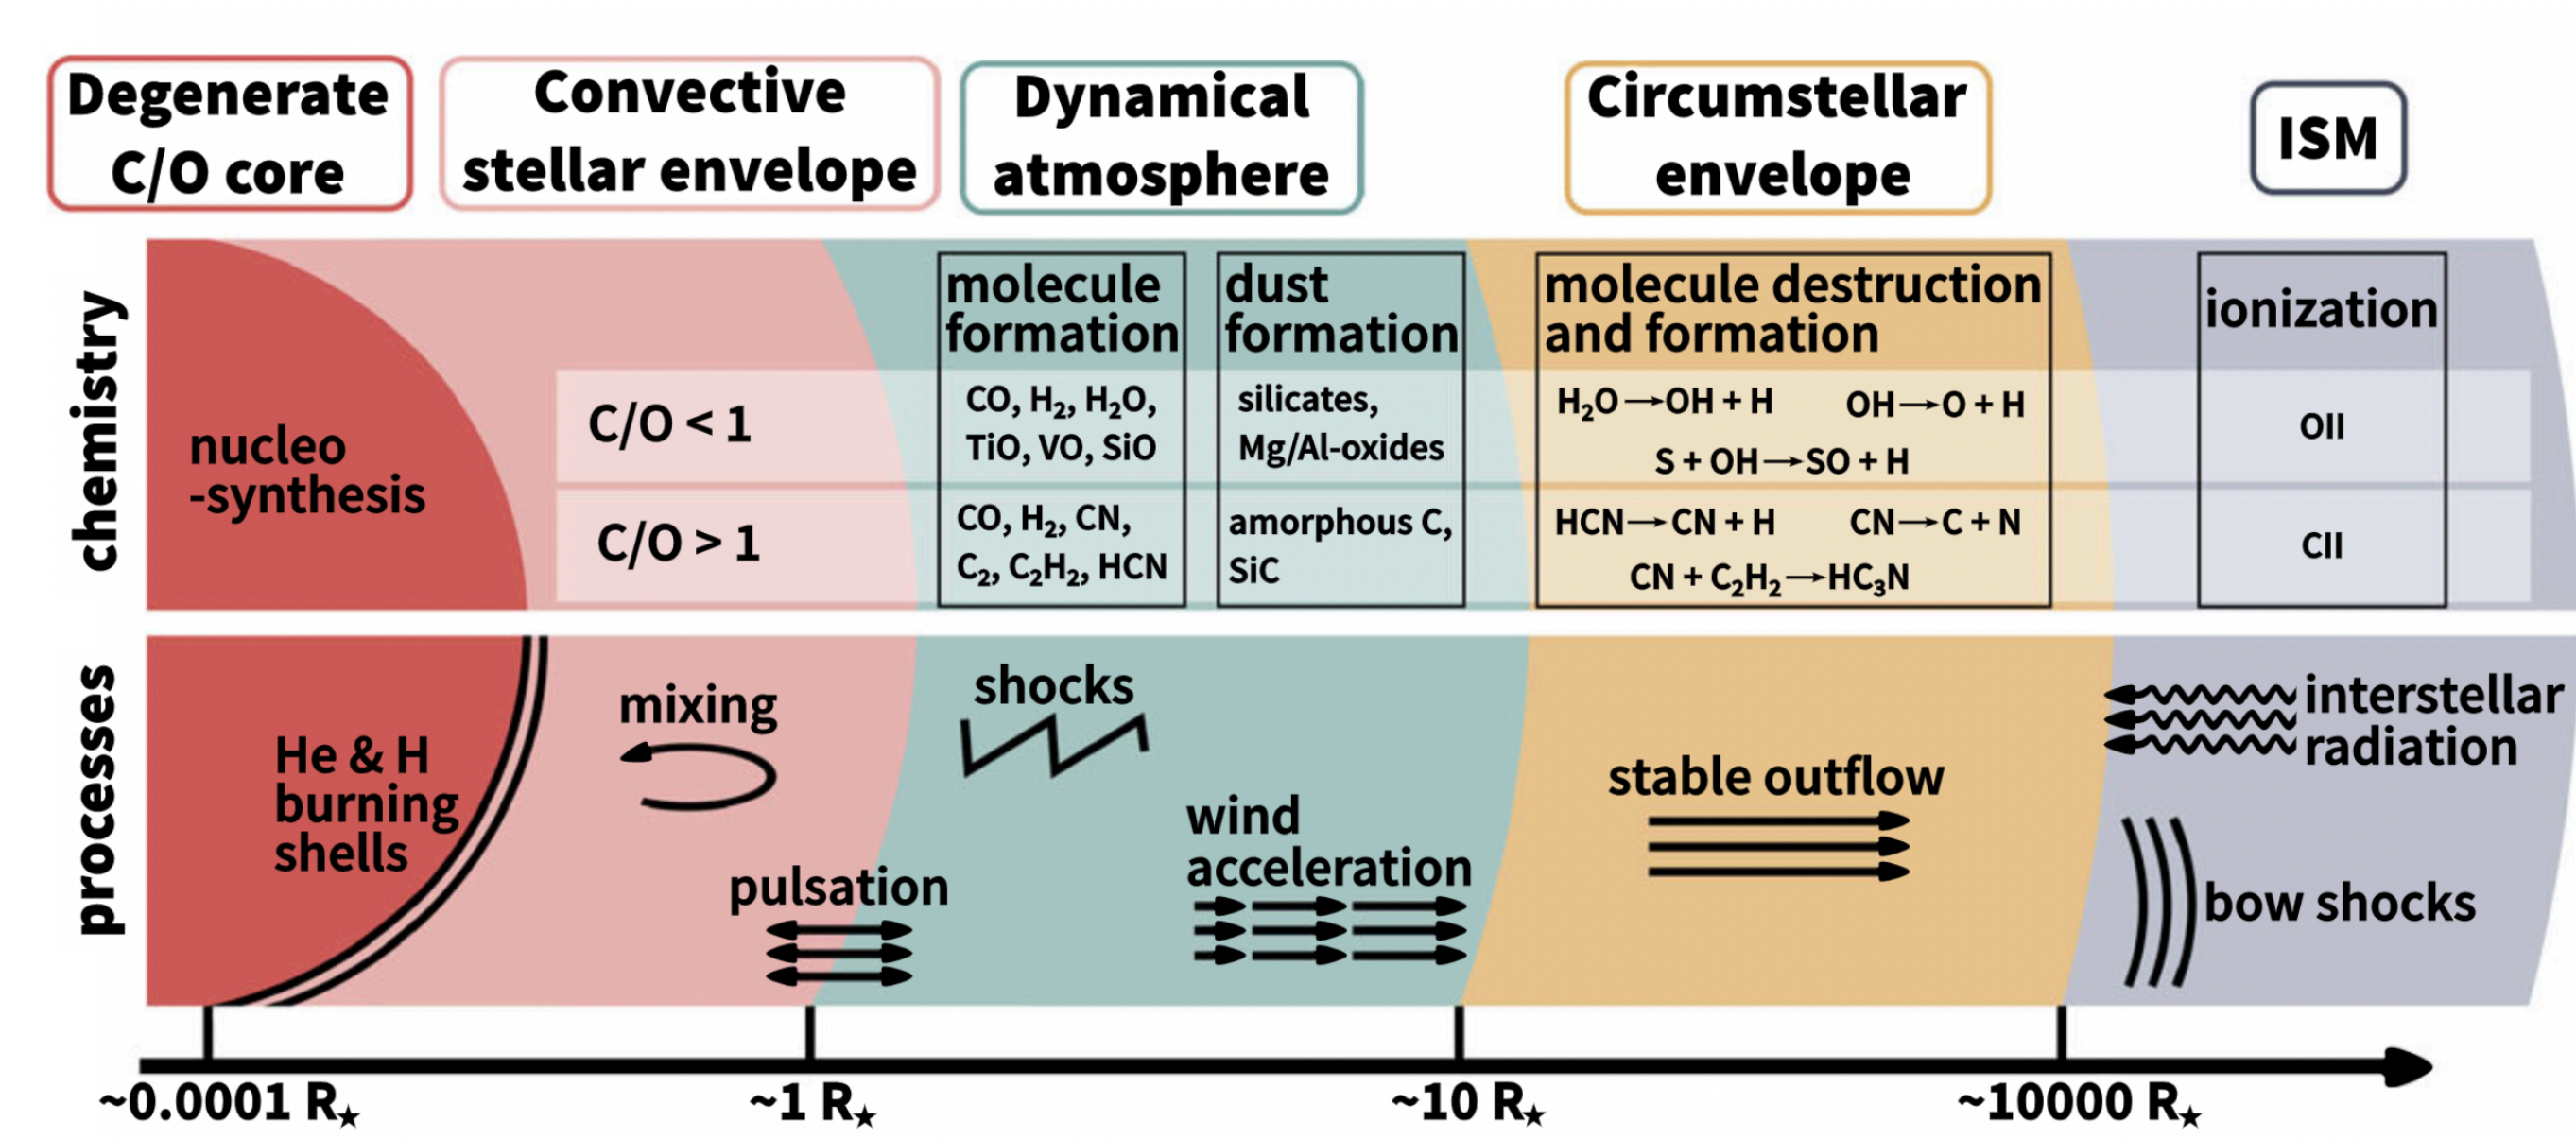 Degenerate
C/O core
Convective
stellar envelope
Dynamical
atmosphere
Circumstellar
envelope
ISM
chemistry
nucleo
-synthesis
C/O < 1
C/O > 1
molecule
formation
CO, H₂, H₂O,
TiO, VO, SiO
CO, H₂, CN,
C₂, C₂H₂, HCN
dust
formation
silicates,
Mg/Al-oxides
amorphous C,
SiC
molecule destruction
and formation
H₂O→OH + H OH→O + H
S + OH→SO + H
HCN→CN + H CN→C + N
CN + C₂H₂→HC₃N
ionization
OII
CII
processes
He & H
burning
shells
mixing
pulsation
shocks
wind
acceleration
stable outflow
interstellar
radiation
bow shocks
~0.0001 R★
~1 R★
~10 R★
~10000 R★